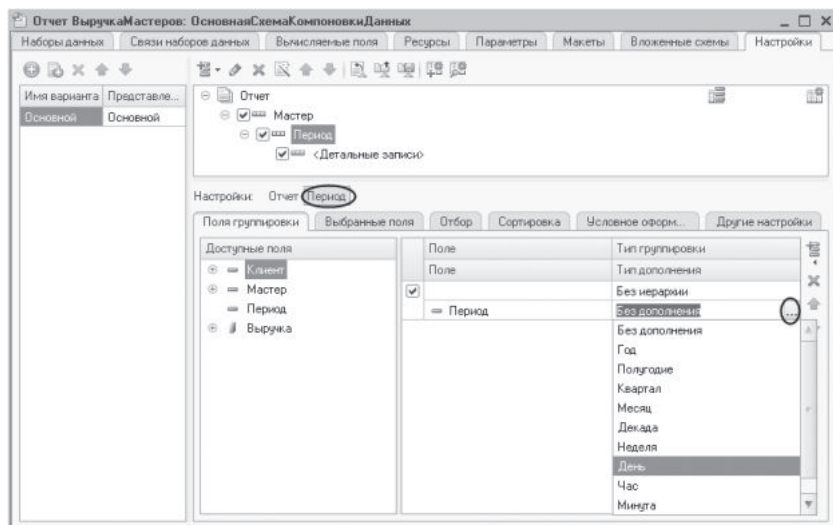 Отчет ВыручкаМастеров: ОсновнаяСхемаКомпоновкиДанных
Наборы данных Связи наборов данных Вычисляемые поля Ресурсы Параметры Макеты Вложенные схемы Настройки
Имя варианта Представле...
Основной Основной
Отчет
Мастер
Период
<Детальные записи>
Настройки: Отчет Период
Поля группировки Выбранные поля Отбор Сортировка Условное оформ... Другие настройки
Доступные поля
Клиент
Мастер
Период
Выручка
Поле Тип группировки
Поле Тип дополнения
Без иерархии
Период Без дополнения ...
Без дополнения
Год
Полугодие
Квартал
Месяц
Декада
Неделя
День
Час
Минута